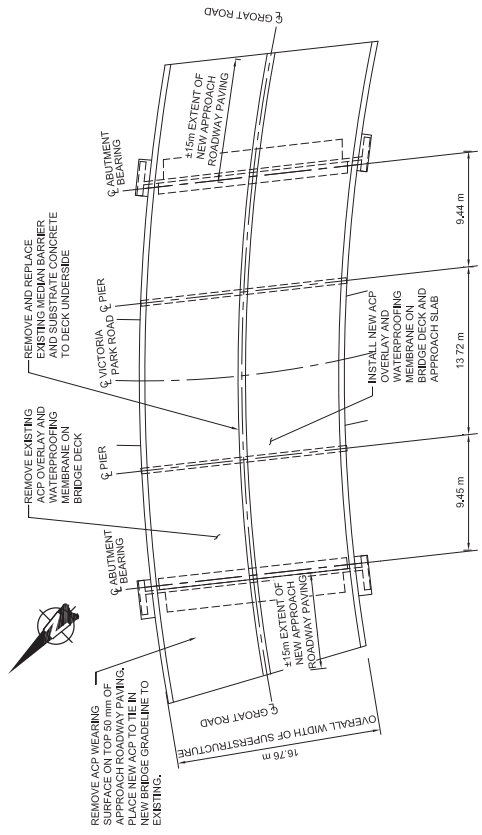 REMOVE ACP WEARING
SURFACE ON TOP 50 mm OF
APPROACH ROADWAY PAVING.
PLACE NEW ACP TO TIE IN
NEW BRIDGE GRADELINE TO
EXISTING.
REMOVE EXISTING
ACP OVERLAY AND
WATERPROOFING
MEMBRANE ON
BRIDGE DECK
REMOVE AND REPLACE
EXISTING MEDIAN BARRIER
AND SUBSTRATE CONCRETE
TO DECK UNDERSIDE
℄ ABUTMENT
BEARING
℄ PIER
℄ VICTORIA
PARK ROAD
℄ PIER
℄ ABUTMENT
BEARING
±15m EXTENT OF
NEW APPROACH
ROADWAY PAVING
℄ GROAT ROAD
℄ GROAT ROAD
±15m EXTENT OF
NEW APPROACH
ROADWAY PAVING
INSTALL NEW ACP
OVERLAY AND
WATERPROOFING
MEMBRANE ON
BRIDGE DECK AND
APPROACH SLAB
16.76 m
OVERALL WIDTH OF SUPERSTRUCTURE
9.45 m
13.72 m
9.44 m